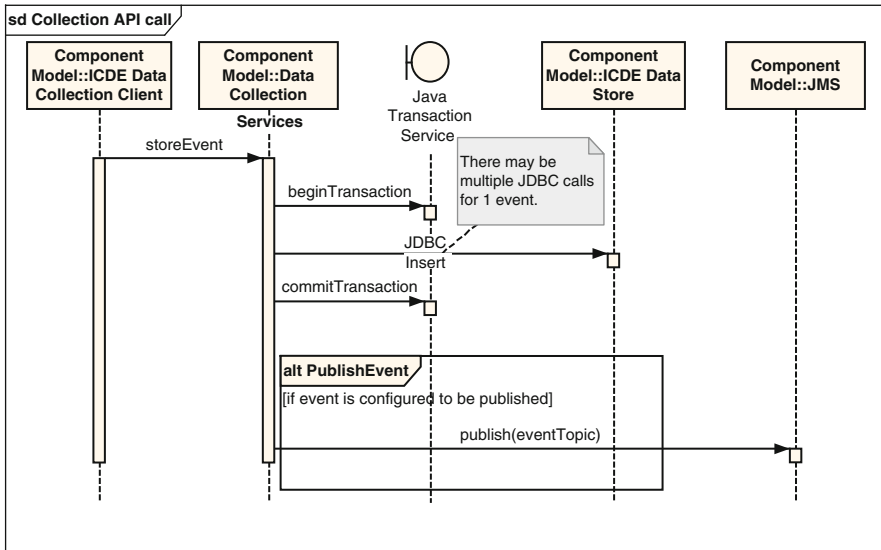 sd Collection API call
Component
Model::ICDE Data
Collection Client
Component
Model::Data
Collection
Services
Java
Transaction
Service
Component
Model::ICDE Data
Store
Component
Model::JMS
storeEvent
There may be
multiple JDBC calls
for 1 event.
beginTransaction
JDBC
Insert
commitTransaction
alt PublishEvent
[if event is configured to be published]
publish(eventTopic)